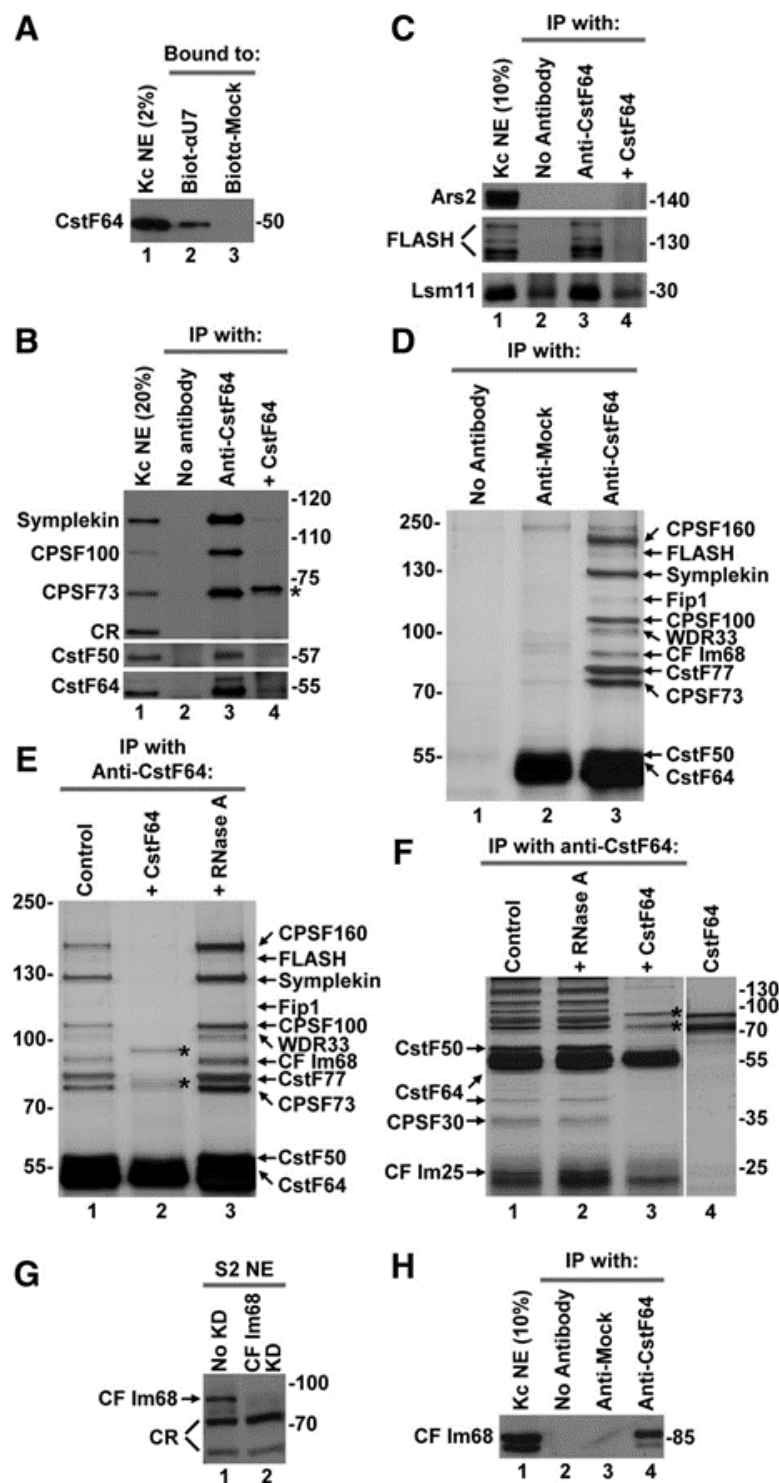 A
Bound to:
Kc NE (2%)
Biot-αU7
Biotα-Mock
CstF64
-50
1 2 3
B
IP with:
Kc NE (20%)
No antibody
Anti-CstF64
+ CstF64
-120
Symplekin
-110
CPSF100
-75
CPSF73
*
CR
CstF50
-57
CstF64
-55
1 2 3 4
C
IP with:
Kc NE (10%)
No Antibody
Anti-CstF64
+ CstF64
Ars2
-140
FLASH
-130
Lsm11
-30
1 2 3 4
D
IP with:
No Antibody
Anti-Mock
Anti-CstF64
250-
CPSF160
FLASH
130-
Symplekin
Fip1
100-
CPSF100
WDR33
CF Im68
CstF77
70-
CPSF73
55-
CstF50
CstF64
1 2 3
E
IP with
Anti-CstF64:
Control
+ CstF64
+ RNase A
250-
CPSF160
FLASH
130-
Symplekin
Fip1
100-
CPSF100
WDR33
*
CF Im68
*
CstF77
CPSF73
70-
55-
CstF50
CstF64
1 2 3
F
IP with anti-CstF64:
Control
+ RNase A
+ CstF64
CstF64
-130
-100
*
*
-70
CstF50
-55
CstF64
CPSF30
-35
CF Im25
-25
1 2 3 4
G
S2 NE
No KD
CF Im68
KD
-100
CF Im68
-70
CR
1 2
H
IP with:
Kc NE (10%)
No Antibody
Anti-Mock
Anti-CstF64
CF Im68
-85
1 2 3 4